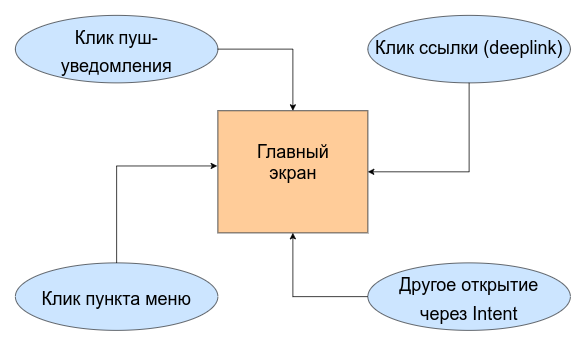 Клик пуш-
уведомления
Клик ссылки (deeplink)
Главный
экран
Клик пункта меню
Другое открытие
через Intent